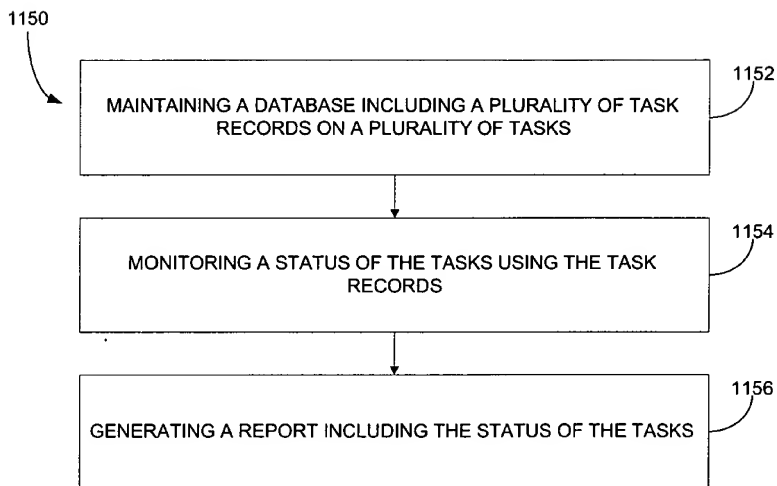 1150
1152
MAINTAINING A DATABASE INCLUDING A PLURALITY OF TASK
RECORDS ON A PLURALITY OF TASKS
1154
MONITORING A STATUS OF THE TASKS USING THE TASK
RECORDS
1156
GENERATING A REPORT INCLUDING THE STATUS OF THE TASKS